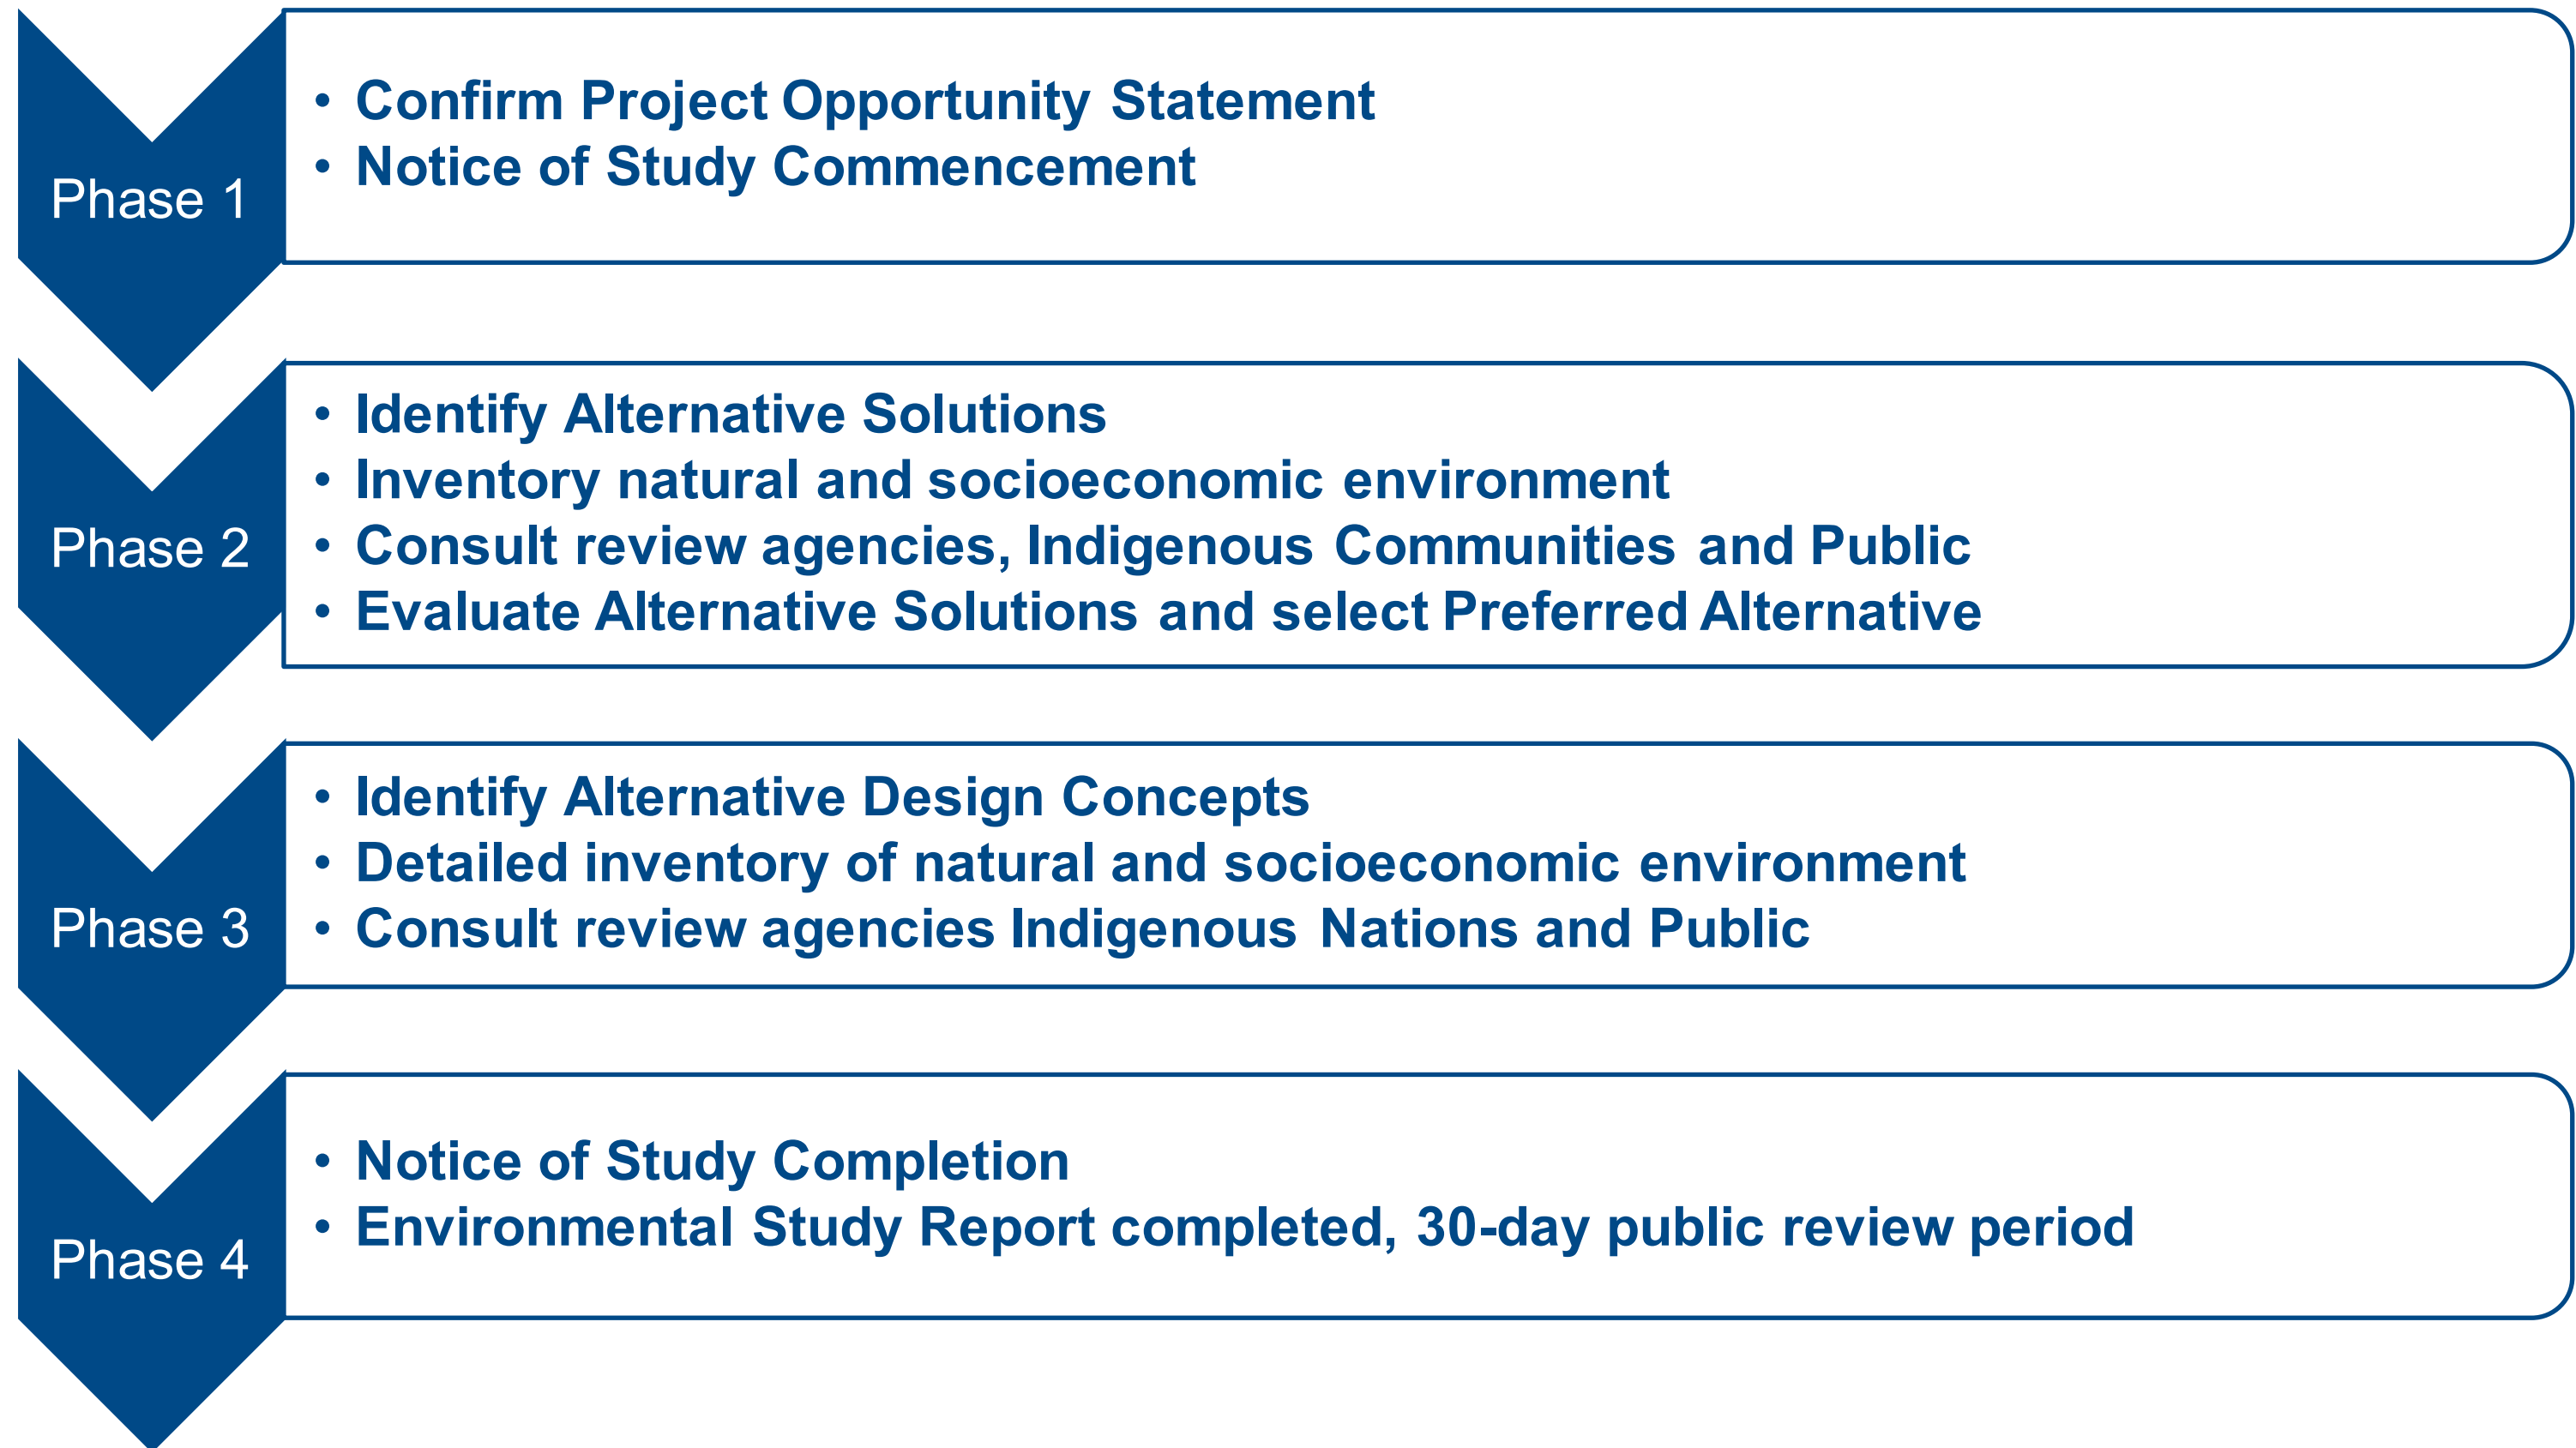 Phase 1
• Confirm Project Opportunity Statement
• Notice of Study Commencement
Phase 2
• Identify Alternative Solutions
• Inventory natural and socioeconomic environment
• Consult review agencies, Indigenous Communities and Public
• Evaluate Alternative Solutions and select Preferred Alternative
Phase 3
• Identify Alternative Design Concepts
• Detailed inventory of natural and socioeconomic environment
• Consult review agencies Indigenous Nations and Public
Phase 4
• Notice of Study Completion
• Environmental Study Report completed, 30-day public review period